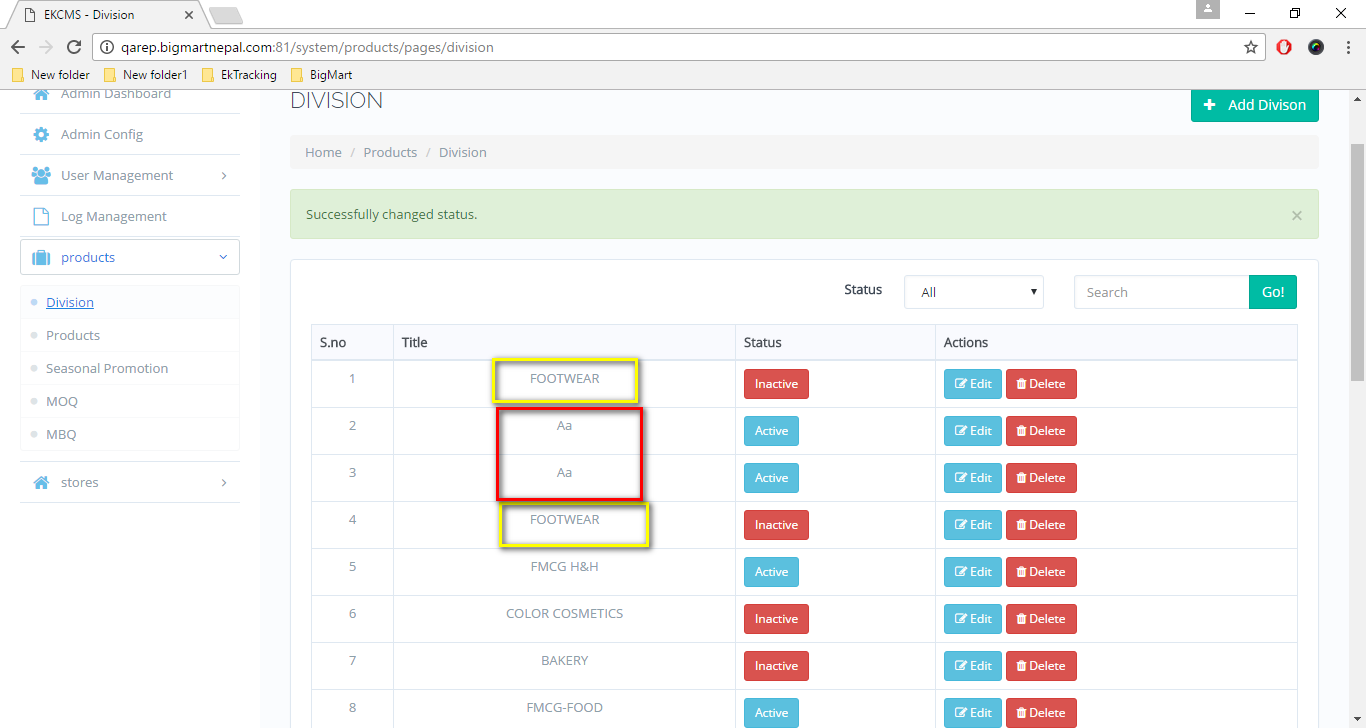 EKCMS - Division
qarep.bigmartnepal.com:81/system/products/pages/division
New folder New folder1 EkTracking BigMart
Admin Dashboard
Admin Config
User Management
Log Management
products
Division
Products
Seasonal Promotion
MOQ
MBQ
stores
DIVISION
Add Divison
Home / Products / Division
Successfully changed status. ×
Status All Search Go!
S.no Title Status Actions
1 FOOTWEAR Inactive Edit Delete
2 Aa Active Edit Delete
3 Aa Active Edit Delete
4 FOOTWEAR Inactive Edit Delete
5 FMCG H&H Active Edit Delete
6 COLOR COSMETICS Inactive Edit Delete
7 BAKERY Inactive Edit Delete
8 FMCG-FOOD Active Edit Delete